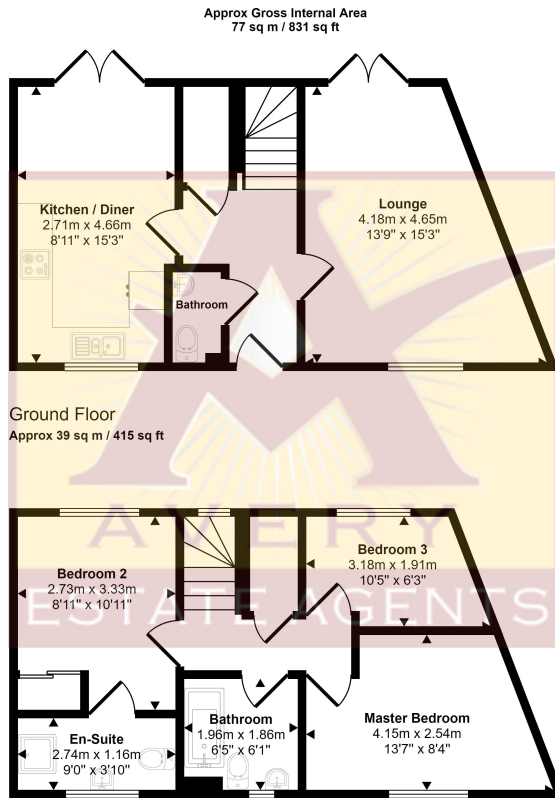 Approx Gross Internal Area
77 sq m / 831 sq ft
Kitchen / Diner
2.71m x 4.66m
8'11" x 15'3"
Lounge
4.18m x 4.65m
13'9" x 15'3"
Bathroom
Ground Floor
Approx 39 sq m / 415 sq ft
AVERY
ESTATE AGENTS
Bedroom 2
2.73m x 3.33m
8'11" x 10'11"
Bedroom 3
3.18m x 1.91m
10'5" x 6'3"
En-Suite
2.74m x 1.16m
9'0" x 3'10"
Bathroom
1.96m x 1.86m
6'5" x 6'1"
Master Bedroom
4.15m x 2.54m
13'7" x 8'4"